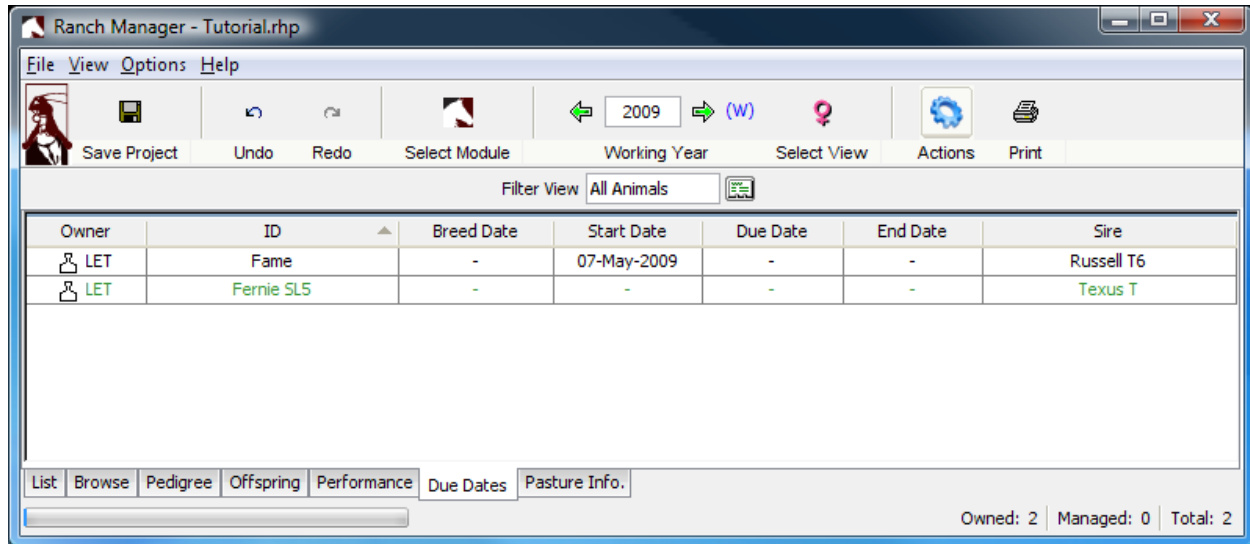 Ranch Manager - Tutorial.rhp
File View Options Help
2009 (W)
Save Project Undo Redo Select Module Working Year Select View Actions Print
Filter View All Animals
Owner ID Breed Date Start Date Due Date End Date Sire
LET Fame - 07-May-2009 - - Russell T6
LET Fernie SL5 - - - - Texus T
List Browse Pedigree Offspring Performance Due Dates Pasture Info.
Owned: 2 Managed: 0 Total: 2